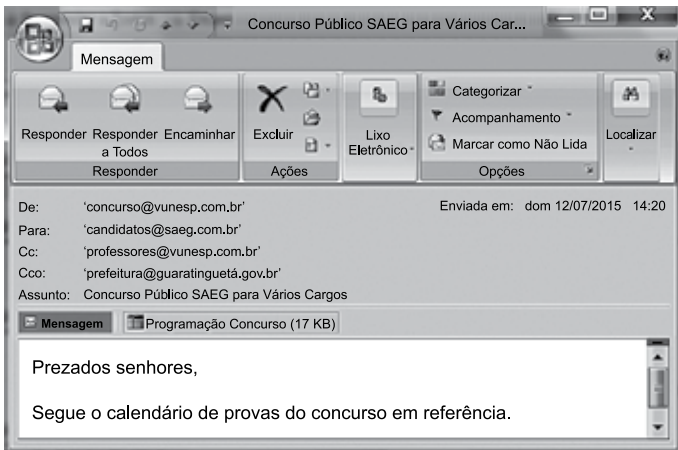 Concurso Público SAEG para Vários Car...
Mensagem
Responder Responder a Todos Encaminhar
Responder
Excluir
Ações
Lixo Eletrônico
Categorizar
Acompanhamento
Marcar como Não Lida
Opções
Localizar
De: 'concurso@vunesp.com.br' Enviada em: dom 12/07/2015 14:20
Para: 'candidatos@saeg.com.br'
Cc: 'professores@vunesp.com.br'
Cco: 'prefeitura@guaratinguetá.gov.br'
Assunto: Concurso Público SAEG para Vários Cargos
Mensagem Programação Concurso (17 KB)
Prezados senhores,
Segue o calendário de provas do concurso em referência.